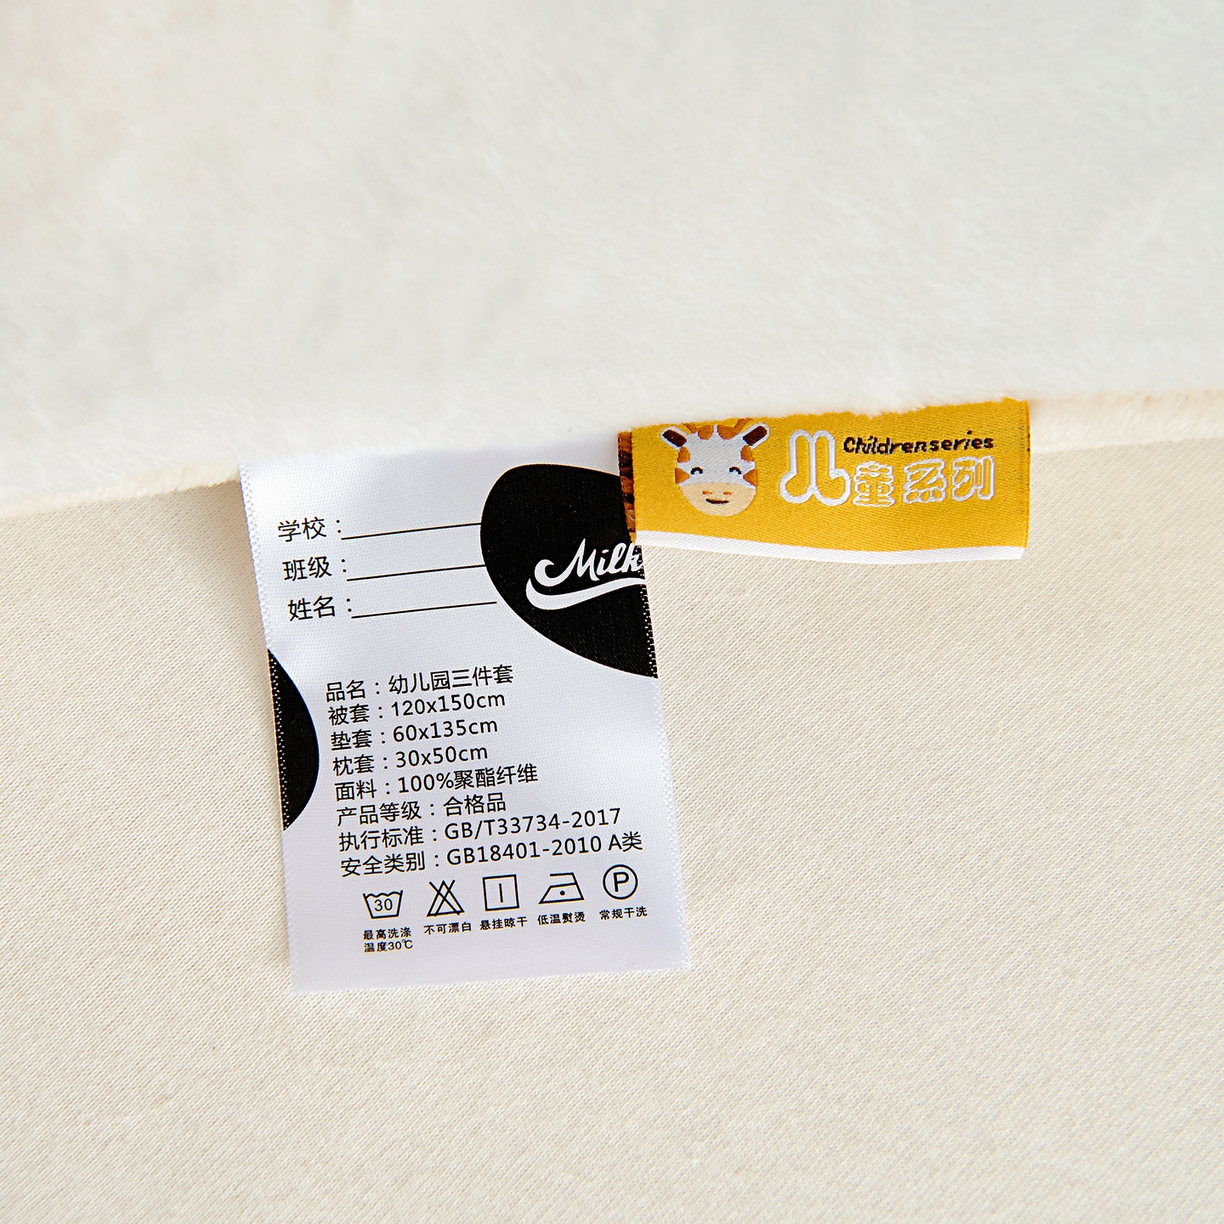 学校：
班级：
姓名：
Milk
品名：幼儿园三件套
被套：120x150cm
垫套：60x135cm
枕套：30x50cm
面料：100%聚酯纤维
产品等级：合格品
执行标准：GB/T33734-2017
安全类别：GB18401-2010 A类
30
P
最高洗涤
温度30℃
不可漂白
悬挂晾干
低温熨烫
常规干洗
Childrenseries
儿童系列